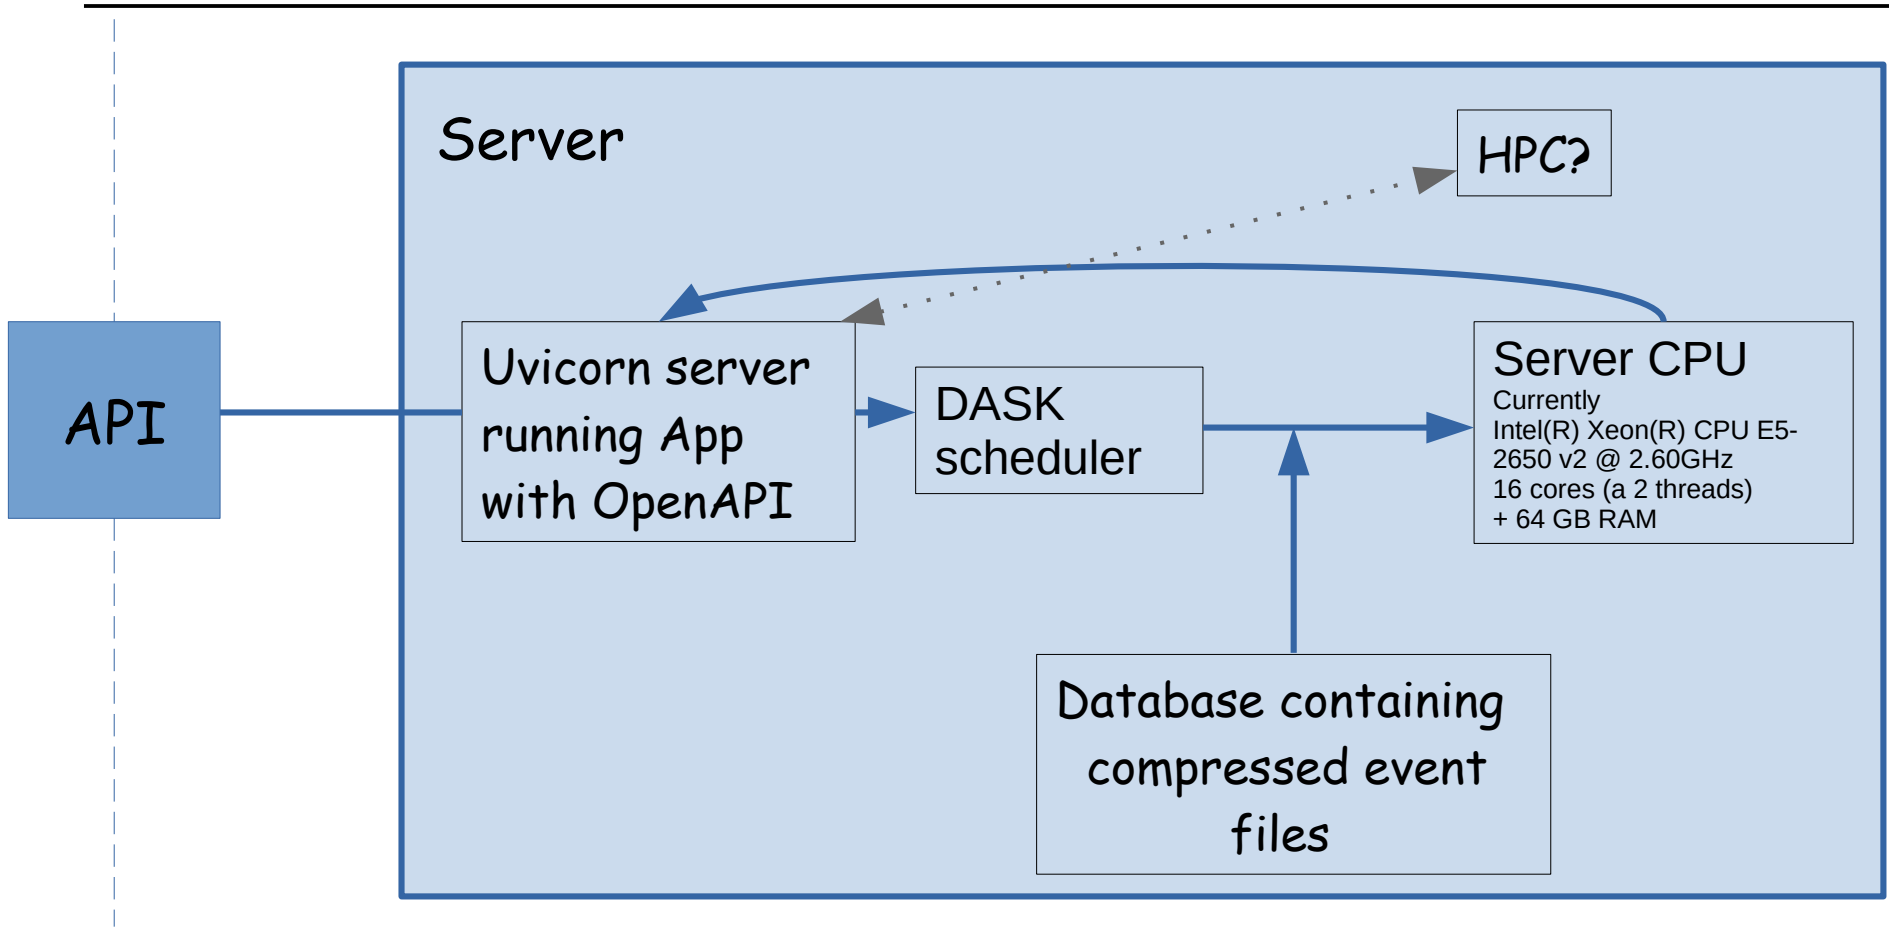 Server
HPC?
API
Uvicorn server
running App
with OpenAPI
DASK
scheduler
Server CPU
Currently
Intel(R) Xeon(R) CPU E5-
2650 v2 @ 2.60GHz
16 cores (a 2 threads)
+ 64 GB RAM
Database containing
compressed event
files